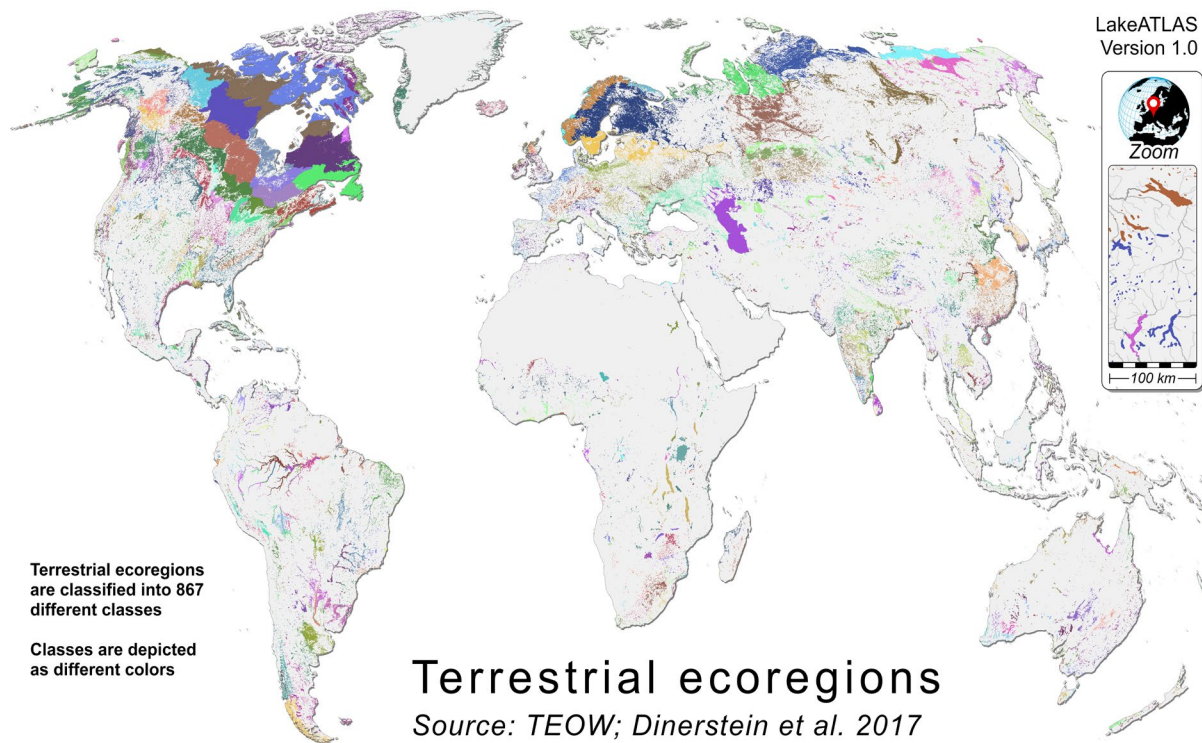 LakeATLAS
Version 1.0
Zoom
100 km
Terrestrial ecoregions
are classified into 867
different classes
Classes are depicted
as different colors
Terrestrial ecoregions
Source: TEOW; Dinerstein et al. 2017